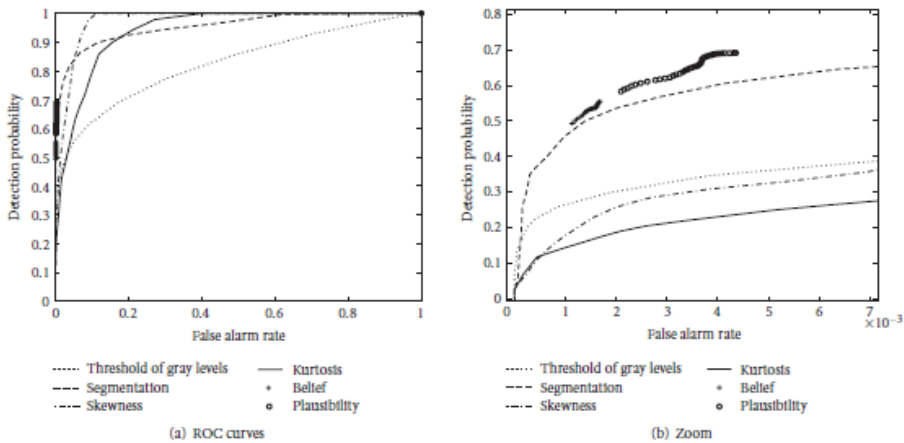 1
0.9
0.8
0.7
0.6
0.5
0.4
0.3
0.2
0.1
0
0.2
0.4
0.6
0.8
1
Detection probability
False alarm rate
Threshold of gray levels
Segmentation
Skewness
Kurtosis
Belief
Plausibility
(a) ROC curves
0.8
0.7
0.6
0.5
0.4
0.3
0.2
0.1
0
0
1
2
3
4
5
6
7
×10−3
Detection probability
False alarm rate
Threshold of gray levels
Segmentation
Skewness
Kurtosis
Belief
Plausibility
(b) Zoom